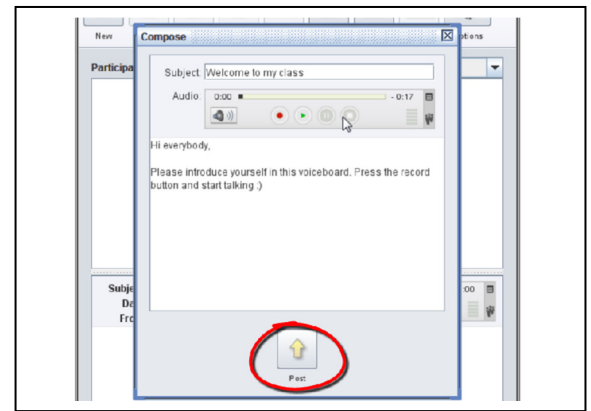 New
Compose
ptions
Participa
Subject: Welcome to my class
Audio: 0:00 - 0:17
Hi everybody,
Please introduce yourself in this voiceboard. Press the record
button and start talking :)
Subje
:00
Da
Fro
Post